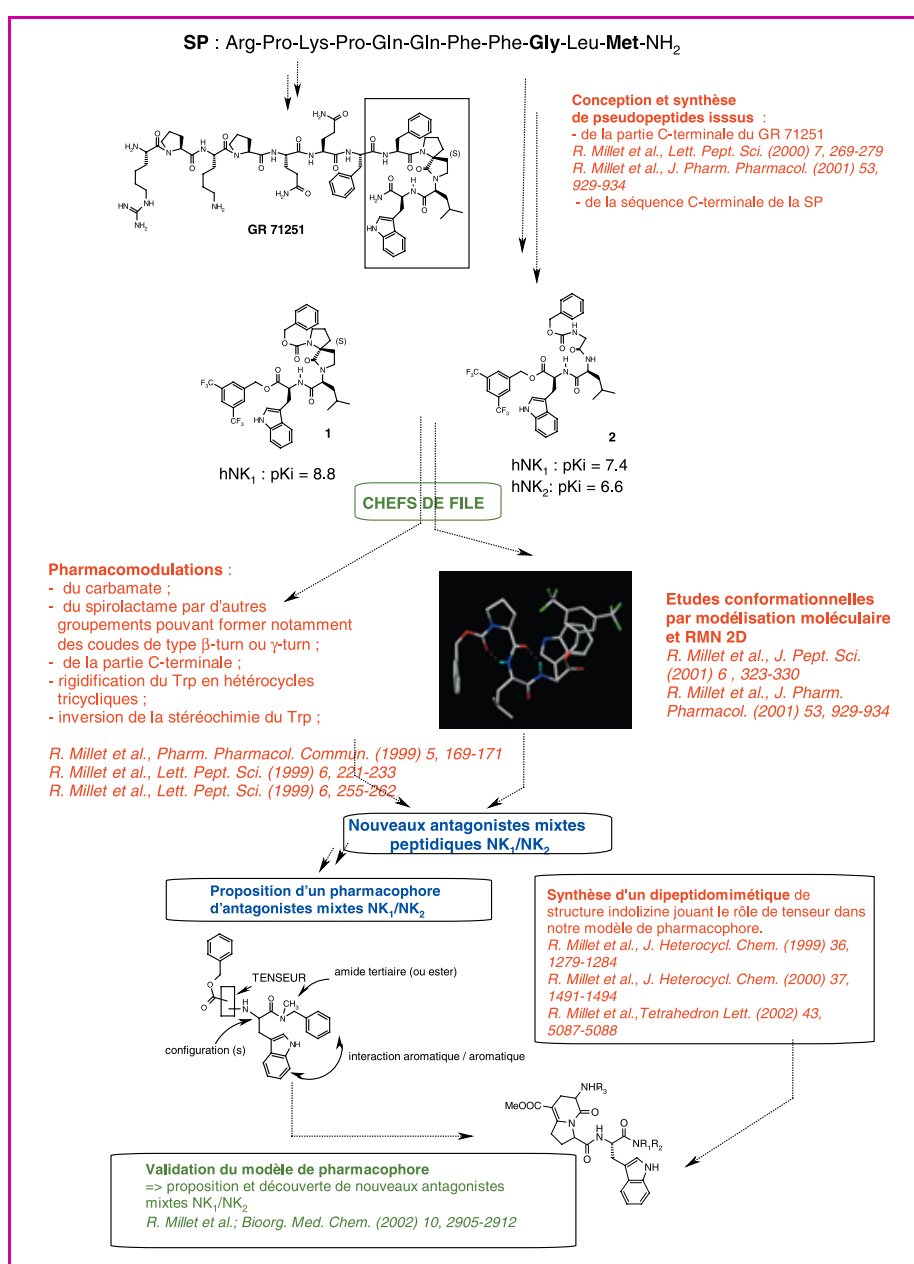 SP : Arg-Pro-Lys-Pro-Gln-Gln-Phe-Phe-Gly-Leu-Met-NH2
Conception et synthèse
de pseudopeptides isssus :
- de la partie C-terminale du GR 71251
R. Millet et al., Lett. Pept. Sci. (2000) 7, 269-279
R. Millet et al., J. Pharm. Pharmacol. (2001) 53,
929-934
- de la séquence C-terminale de la SP
GR 71251
(S)
(S)
1
2
hNK1 : pKi = 8.8
hNK1 : pKi = 7.4
hNK2: pKi = 6.6
CHEFS DE FILE
Pharmacomodulations :
- du carbamate ;
- du spirolactame par d'autres
groupements pouvant former notamment
des coudes de type β-turn ou γ-turn ;
- de la partie C-terminale ;
- rigidification du Trp en hétérocycles
tricycliques ;
- inversion de la stéréochimie du Trp ;
R. Millet et al., Pharm. Pharmacol. Commun. (1999) 5, 169-171
R. Millet et al., Lett. Pept. Sci. (1999) 6, 221-233
R. Millet et al., Lett. Pept. Sci. (1999) 6, 255-262
Etudes conformationnelles
par modélisation moléculaire
et RMN 2D
R. Millet et al., J. Pept. Sci.
(2001) 6 , 323-330
R. Millet et al., J. Pharm.
Pharmacol. (2001) 53, 929-934
Nouveaux antagonistes mixtes
peptidiques NK1/NK2
Proposition d'un pharmacophore
d'antagonistes mixtes NK1/NK2
Synthèse d'un dipeptidomimétique de
structure indolizine jouant le rôle de tenseur dans
notre modèle de pharmacophore.
R. Millet et al., J. Heterocycl. Chem. (1999) 36,
1279-1284
R. Millet et al., J. Heterocycl. Chem. (2000) 37,
1491-1494
R. Millet et al.,Tetrahedron Lett. (2002) 43,
5087-5088
TENSEUR
amide tertiaire (ou ester)
configuration (s)
interaction aromatique / aromatique
MeOOC
NHR3
NR1R2
Validation du modèle de pharmacophore
=> proposition et découverte de nouveaux antagonistes
mixtes NK1/NK2
R. Millet et al.; Bioorg. Med. Chem. (2002) 10, 2905-2912